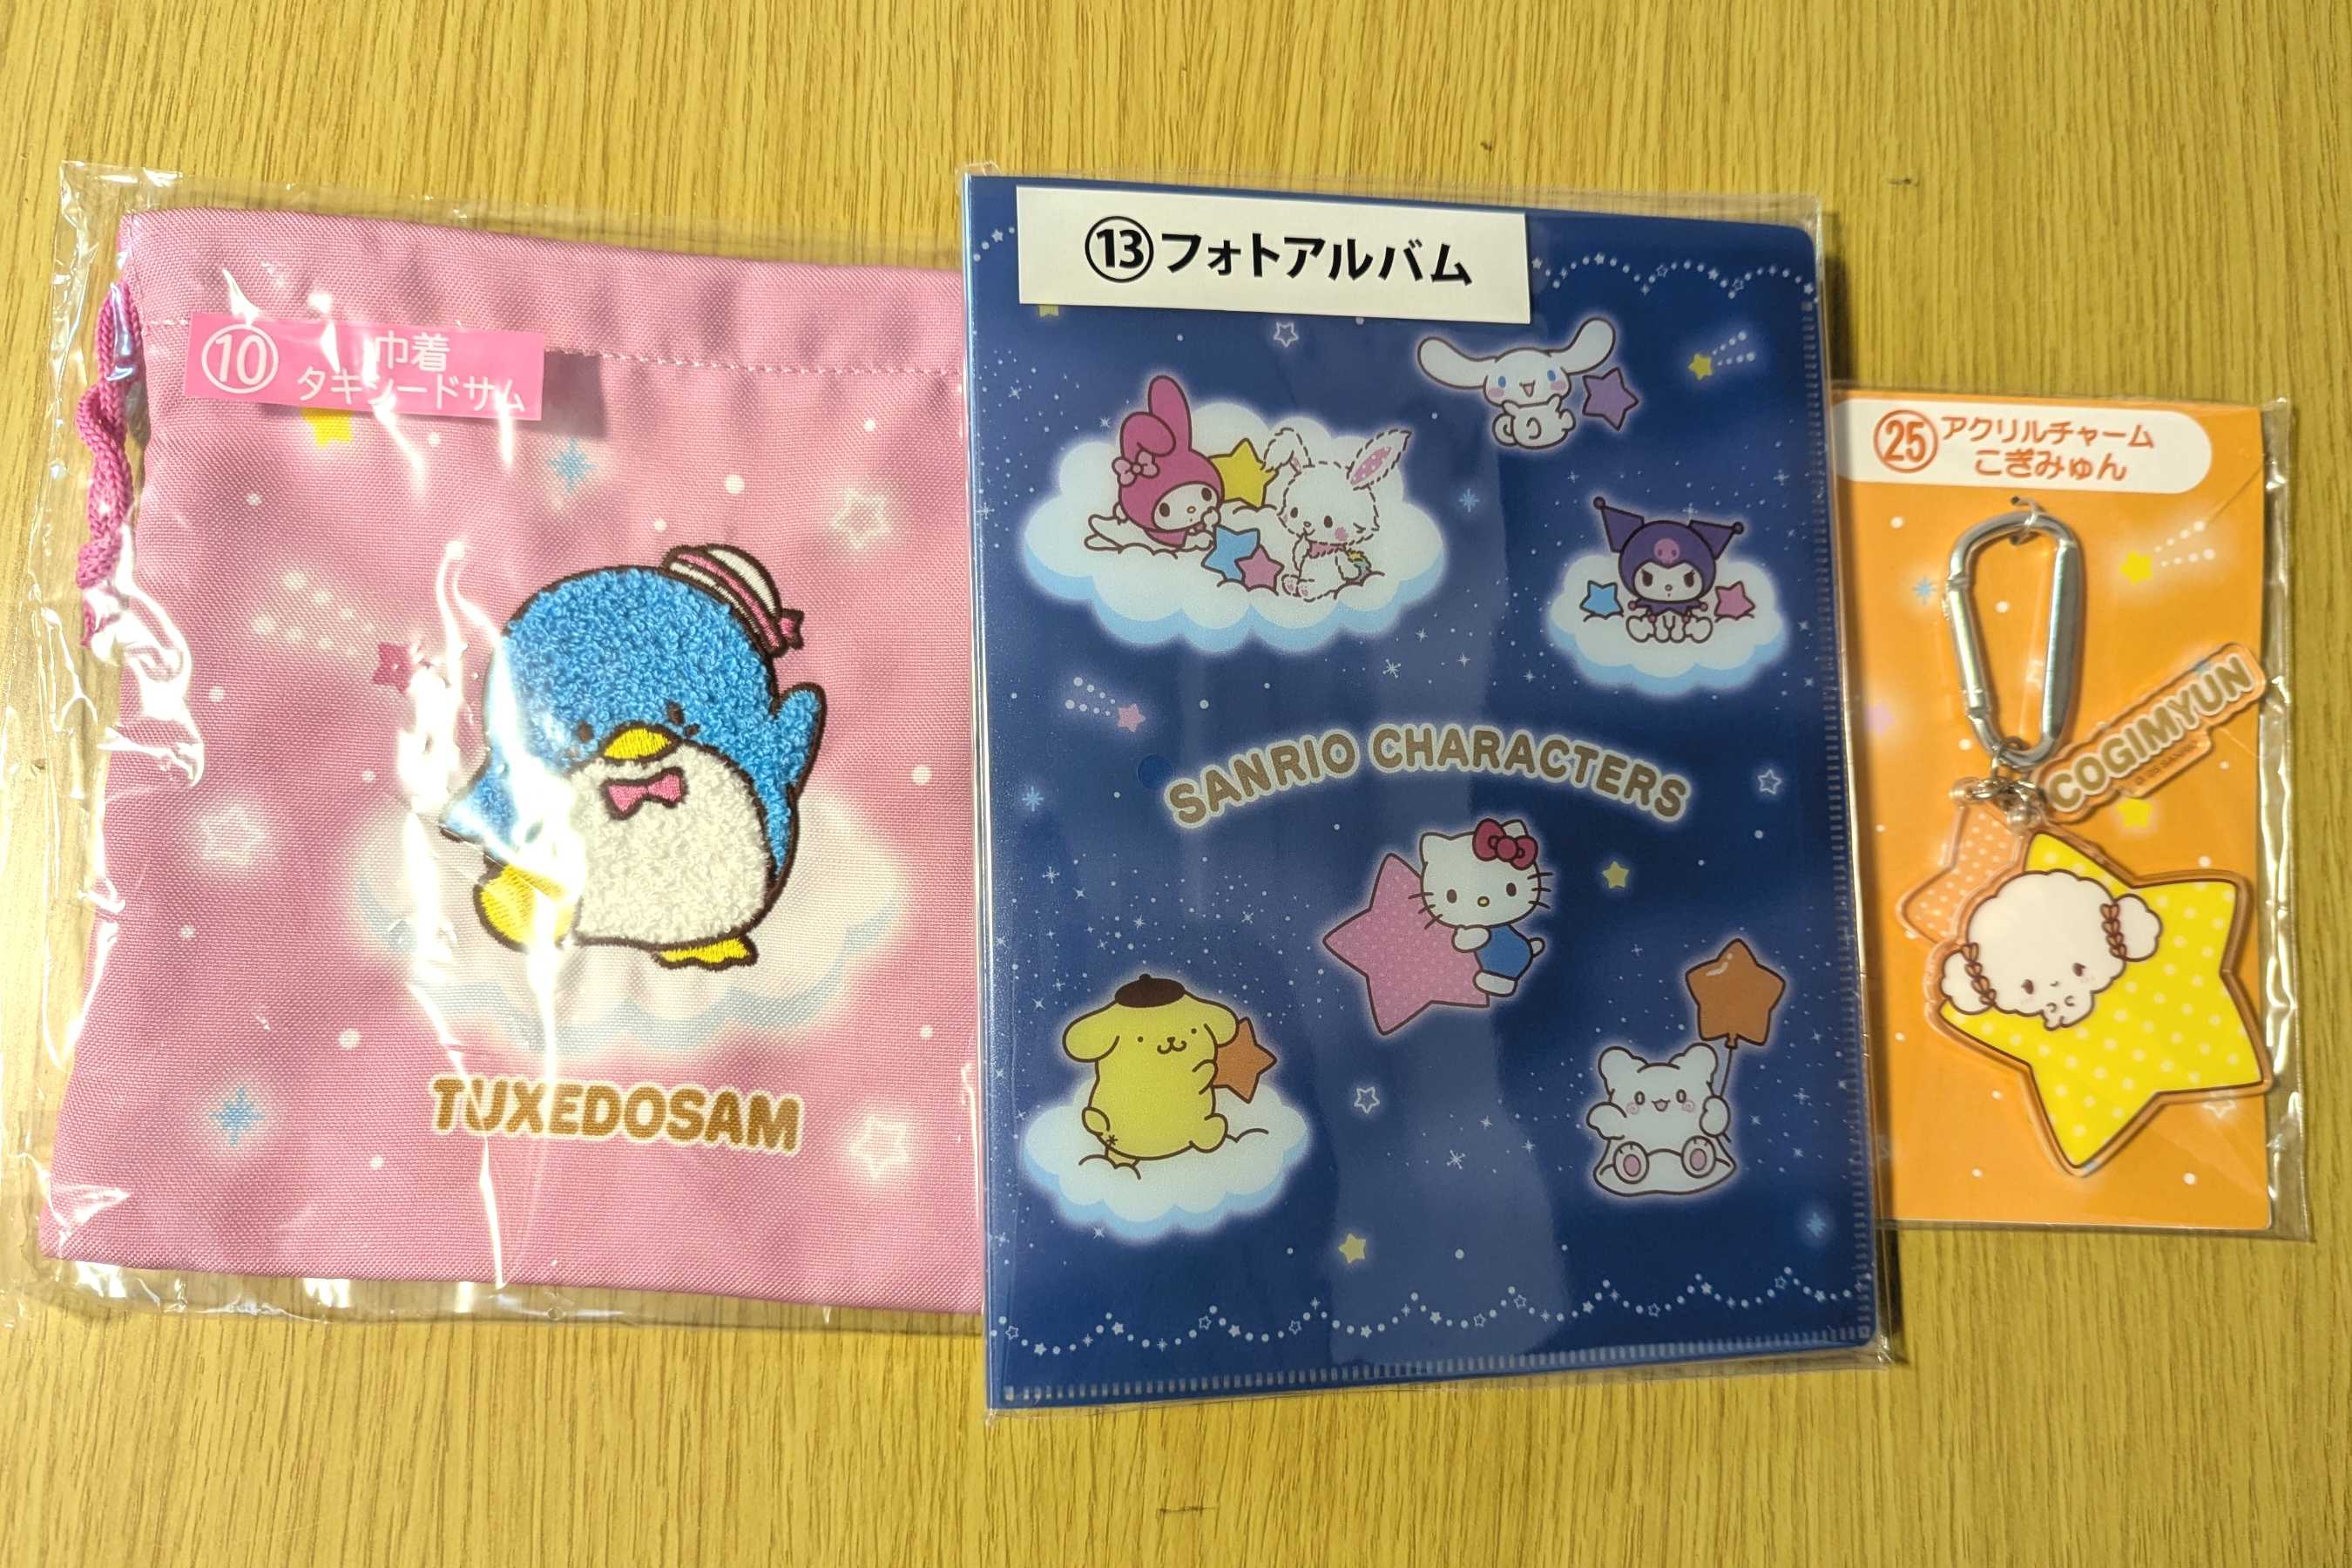 ⑩ 巾着
タキシードサム
TUXEDOSAM
⑬フォトアルバム
SANRIO CHARACTERS
㉕アクリルチャーム
こぎみゅん
COGIMYUN